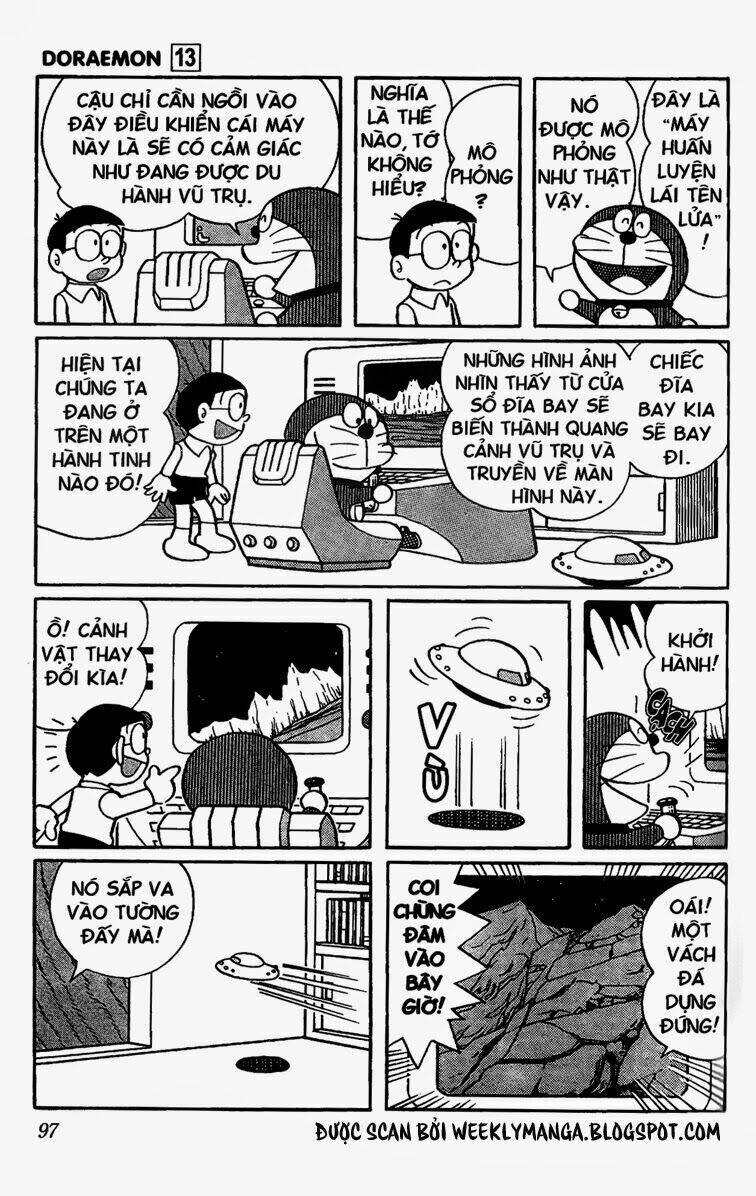 DORAEMON 13
ĐÂY LÀ
"MÁY
HUẤN
LUYỆN
LÁI TÊN
LỬA"
!
NÓ
ĐƯỢC MÔ
PHỎNG
NHƯ THẬT
VẬY.
MÔ
PHỎNG
?
NGHĨA
LÀ THẾ
NÀO, TỚ
KHÔNG
HIỂU?
CẬU CHỈ CẦN NGỒI VÀO
ĐÂY ĐIỀU KHIỂN CÁI MÁY
NÀY LÀ SẼ CÓ CẢM GIÁC
NHƯ ĐANG ĐƯỢC DU
HÀNH VŨ TRỤ.
CHIẾC
ĐĨA
BAY KIA
SẼ BAY
ĐI.
NHỮNG HÌNH ẢNH
NHÌN THẤY TỪ CỬA
SỔ ĐĨA BAY SẼ
BIẾN THÀNH QUANG
CẢNH VŨ TRỤ VÀ
TRUYỀN VỀ MÀN
HÌNH NÀY.
HIỆN TẠI
CHÚNG TA
ĐANG Ở
TRÊN MỘT
HÀNH TINH
NÀO ĐÓ!
KHỞI
HÀNH!
CẠCH
VÙ
Ồ! CẢNH
VẬT THAY
ĐỔI KÌA!
OÁI!
MỘT
VÁCH
ĐÁ
DỰNG
ĐỨNG!
COI
CHỪNG
ĐÂM
VÀO
BÂY
GIỜ!
NÓ SẮP VA
VÀO TƯỜNG
ĐẤY MÀ!
97
ĐƯỢC SCAN BỞI WEEKLYMANGA.BLOGSPOT.COM